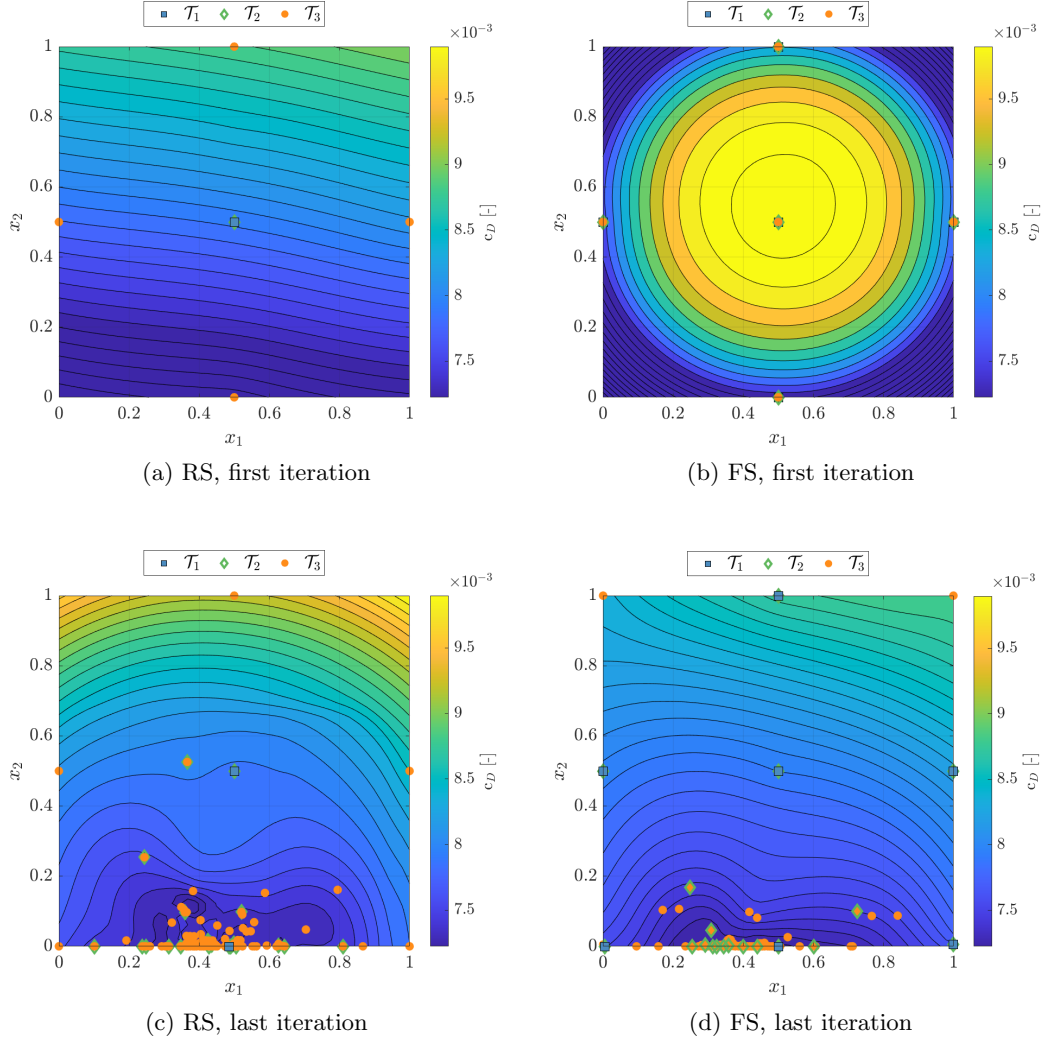 𝒯₁ 𝒯₂ 𝒯₃ 𝒯₁ 𝒯₂ 𝒯₃
×10⁻³ ×10⁻³
1 1
0.8 0.8
0.6 0.6
0.4 0.4
0.2 0.2
0 0
x₂ x₂
0 0.2 0.4 0.6 0.8 1 0 0.2 0.4 0.6 0.8 1
x₁ x₁
9.5 9.5
9 9
8.5 8.5
8 8
7.5 7.5
c_D [-] c_D [-]
(a) RS, first iteration (b) FS, first iteration
𝒯₁ 𝒯₂ 𝒯₃ 𝒯₁ 𝒯₂ 𝒯₃
×10⁻³ ×10⁻³
1 1
0.8 0.8
0.6 0.6
0.4 0.4
0.2 0.2
0 0
x₂ x₂
0 0.2 0.4 0.6 0.8 1 0 0.2 0.4 0.6 0.8 1
x₁ x₁
9.5 9.5
9 9
8.5 8.5
8 8
7.5 7.5
c_D [-] c_D [-]
(c) RS, last iteration (d) FS, last iteration